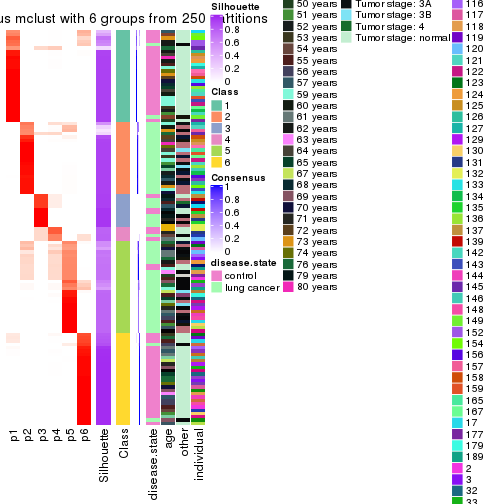 us mclust with 6 groups from 250 partitions
p1
p2
p3
p4
p5
p6
Silhouette
Class
disease.state
age
other
individual
Silhouette
1
0.8
0.6
0.4
0.2
0
Class
1
2
3
4
5
6
Consensus
1
0.8
0.6
0.4
0.2
0
disease.state
control
lung cancer
50 years
51 years
52 years
53 years
54 years
55 years
56 years
57 years
59 years
60 years
61 years
62 years
63 years
64 years
65 years
67 years
68 years
69 years
70 years
71 years
72 years
73 years
74 years
76 years
79 years
80 years
Tumor stage: 3A
Tumor stage: 3B
Tumor stage: 4
Tumor stage: normal
116
117
118
119
120
121
122
123
124
125
126
127
129
130
131
132
133
134
135
136
137
139
142
143
144
145
146
148
149
152
154
156
157
158
159
165
167
17
177
179
189
2
3
32
33